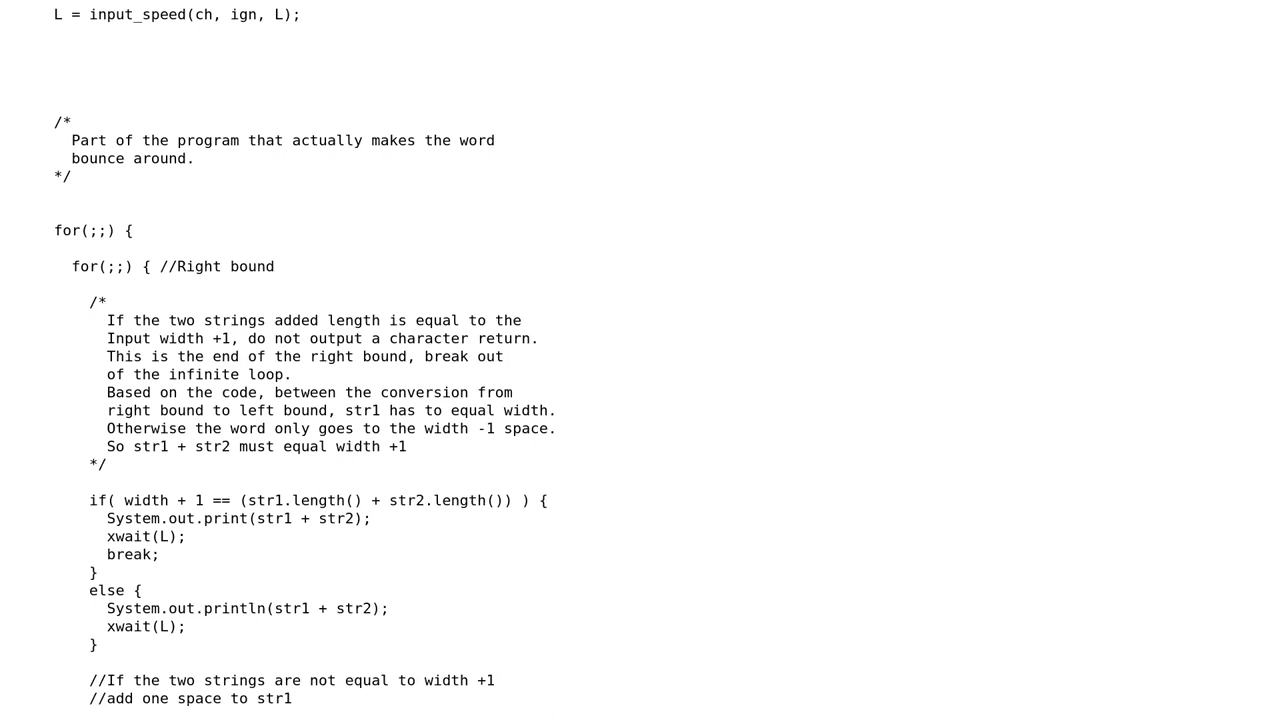 L = input_speed(ch, ign, L);
/*
Part of the program that actually makes the word
bounce around.
*/
for(;;) {
for(;;) { //Right bound
/*
If the two strings added length is equal to the
Input width +1, do not output a character return.
This is the end of the right bound, break out
of the infinite loop.
Based on the code, between the conversion from
right bound to left bound, str1 has to equal width.
Otherwise the word only goes to the width -1 space.
So str1 + str2 must equal width +1
*/
if( width + 1 == (str1.length() + str2.length()) ) {
System.out.print(str1 + str2);
xwait(L);
break;
}
else {
System.out.println(str1 + str2);
xwait(L);
}
//If the two strings are not equal to width +1
//add one space to str1